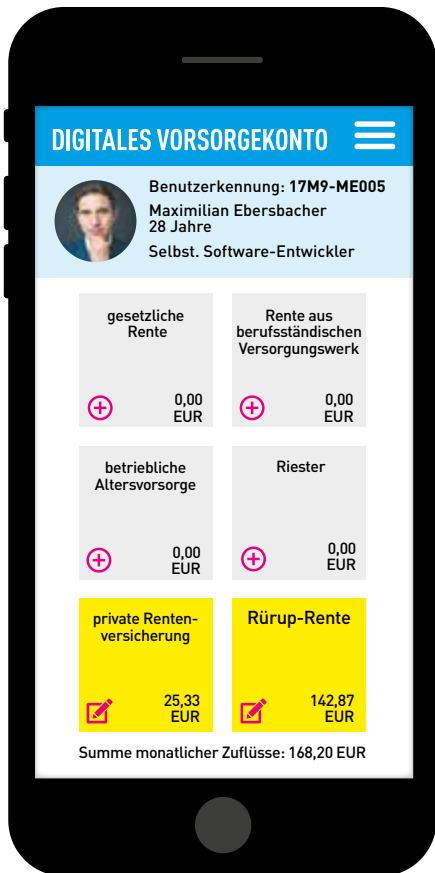 DIGITALES VORSORGEKONTO
Benutzerkennung: 17M9-ME005
Maximilian Ebersbacher
28 Jahre
Selbst. Software-Entwickler
gesetzliche
Rente
0,00
EUR
Rente aus
berufsständischen
Versorgungswerk
0,00
EUR
betriebliche
Altersvorsorge
0,00
EUR
Riester
0,00
EUR
private Renten-
versicherung
25,33
EUR
Rürup-Rente
142,87
EUR
Summe monatlicher Zuflüsse: 168,20 EUR